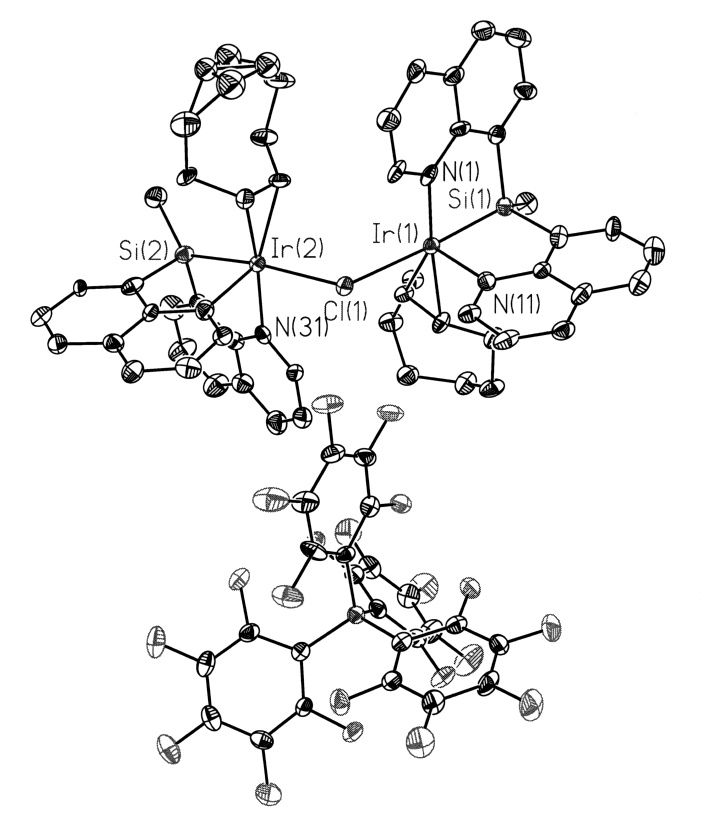 N(1)
Si(1)
Ir(1)
Si(2)
Ir(2)
Cl(1)
N(11)
N(31)